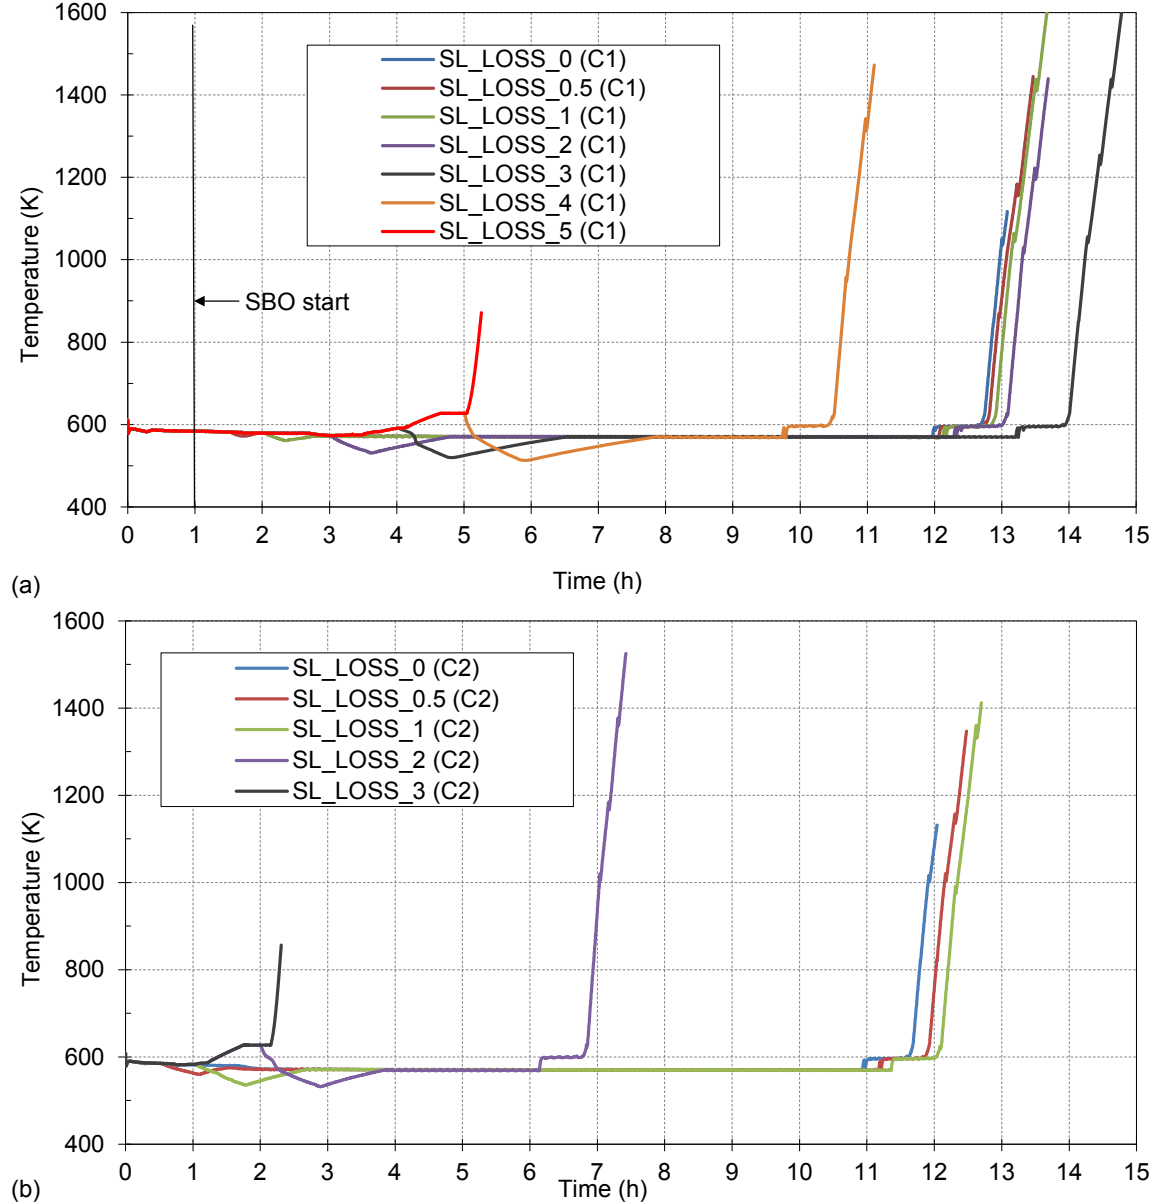 1600
1400
1200
1000
800
600
400
Temperature (K)
SL_LOSS_0 (C1)
SL_LOSS_0.5 (C1)
SL_LOSS_1 (C1)
SL_LOSS_2 (C1)
SL_LOSS_3 (C1)
SL_LOSS_4 (C1)
SL_LOSS_5 (C1)
SBO start
0 1 2 3 4 5 6 7 8 9 10 11 12 13 14 15
Time (h)
(a)
1600
1400
1200
1000
800
600
400
Temperature (K)
SL_LOSS_0 (C2)
SL_LOSS_0.5 (C2)
SL_LOSS_1 (C2)
SL_LOSS_2 (C2)
SL_LOSS_3 (C2)
0 1 2 3 4 5 6 7 8 9 10 11 12 13 14 15
Time (h)
(b)